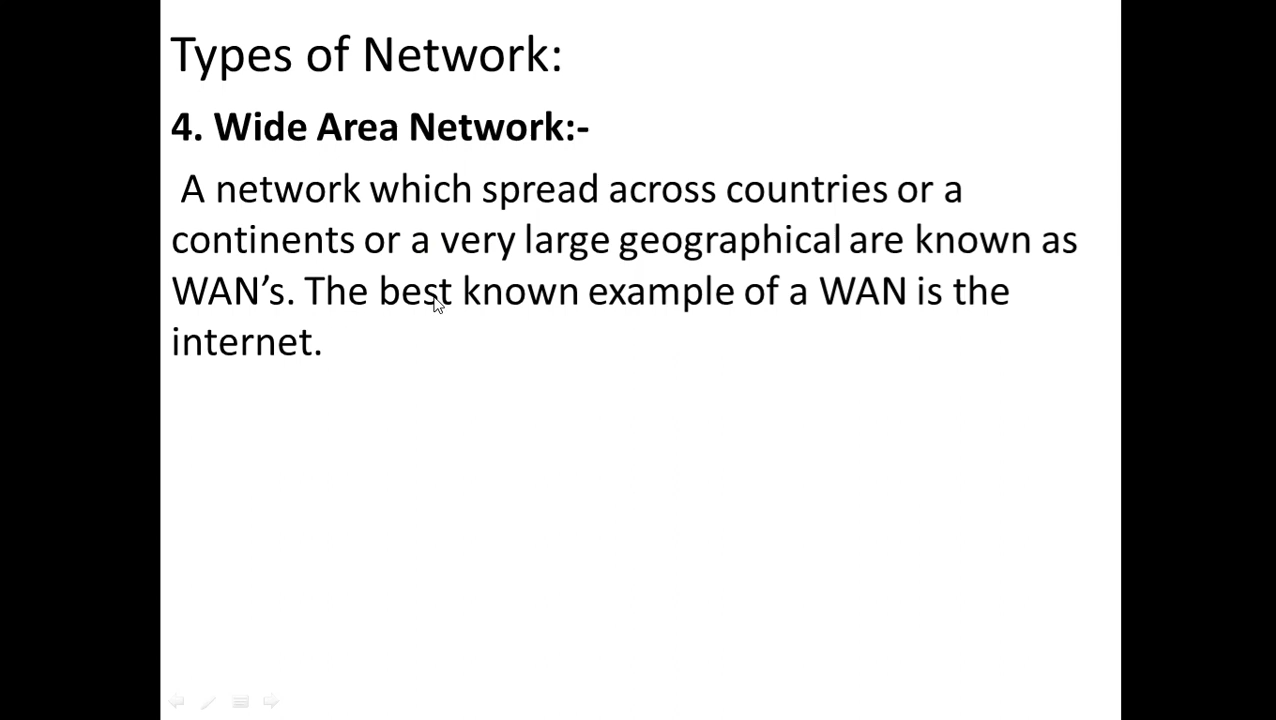 Types of Network:
4. Wide Area Network:-
A network which spread across countries or a
continents or a very large geographical are known as
WAN’s. The best known example of a WAN is the
internet.